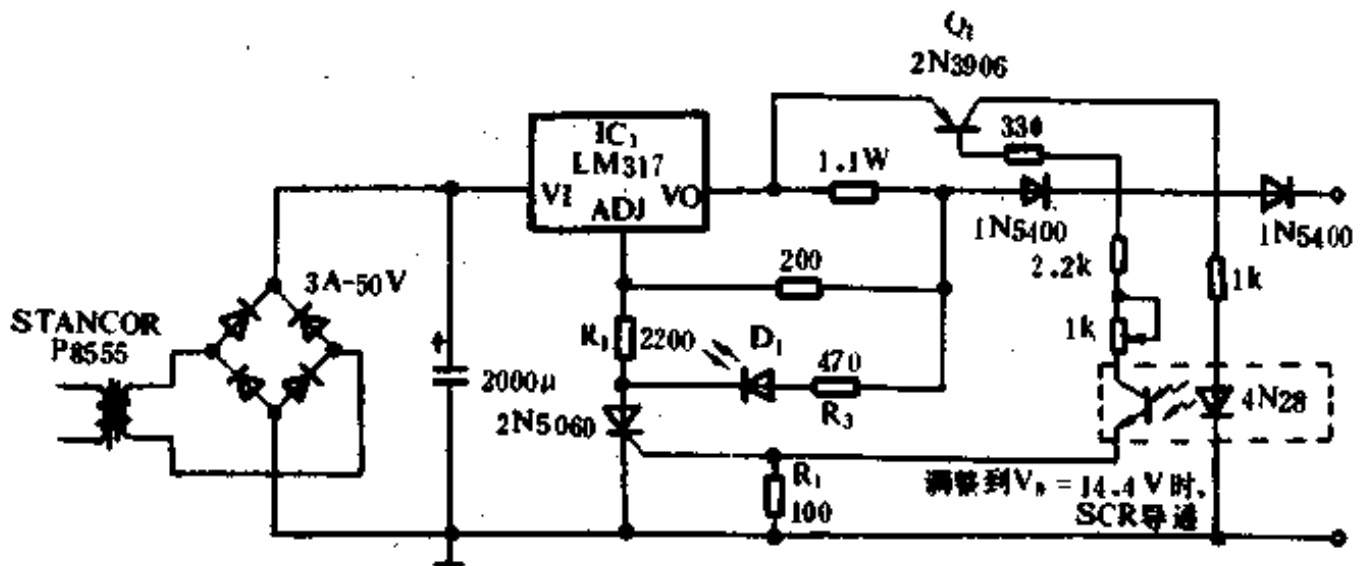 Q₁
2N3906
IC₁
LM317
VI
VO
ADJ
1.1W
330
1N5400
1N5400
3A-50V
200
2.2k
1k
STANCOR
P8555
R₁
2200
D₁
470
1k
2000μ
R₃
4N28
2N5060
R₁
100
调整到V_B = 14.4V时,
SCR导通